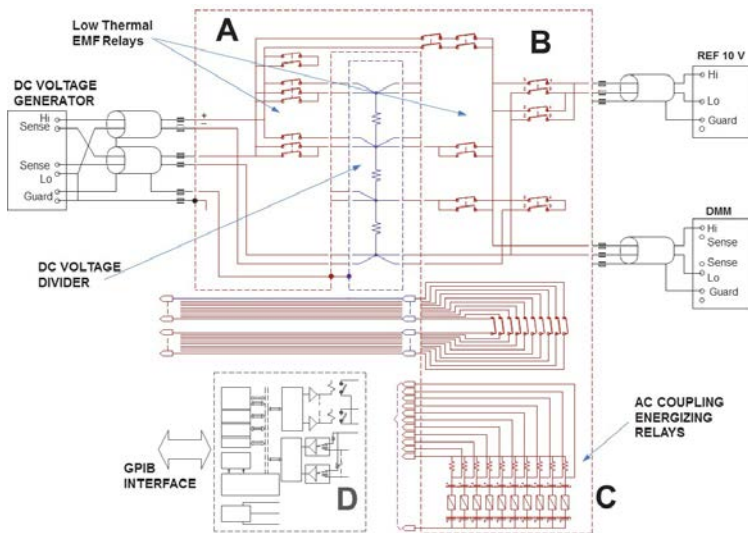 Low Thermal
EMF Relays
A
B
REF 10 V
Hi
Lo
Guard
DC VOLTAGE
GENERATOR
Hi
Sense
Sense
Lo
Guard
+
−
DMM
Hi
Sense
Sense
Lo
Guard
DC VOLTAGE
DIVIDER
AC COUPLING
ENERGIZING
RELAYS
GPIB
INTERFACE
D
C